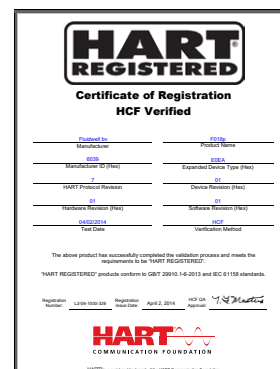 HART®
REGISTERED
Certificate of Registration
HCF Verified
Fluidwell bv F018p
Manufacturer Product Name
6039 E0EA
Manufacturer ID (Hex) Expanded Device Type (Hex)
7 01
HART Protocol Revision Device Revision (Hex)
01 01
Hardware Revision (Hex) Software Revision (Hex)
04/02/2014 HCF
Test Date Verification Method
The above product has successfully completed the validation process and meets the
requirements to be "HART REGISTERED".
"HART REGISTERED" products conform to GB/T 29910.1-6-2013 and IEC 61158 standards.
Registration Number: L2-06-1000-326 Registration Issue Date: April 2, 2014 HCF QA Approval:
HART
COMMUNICATION FOUNDATION